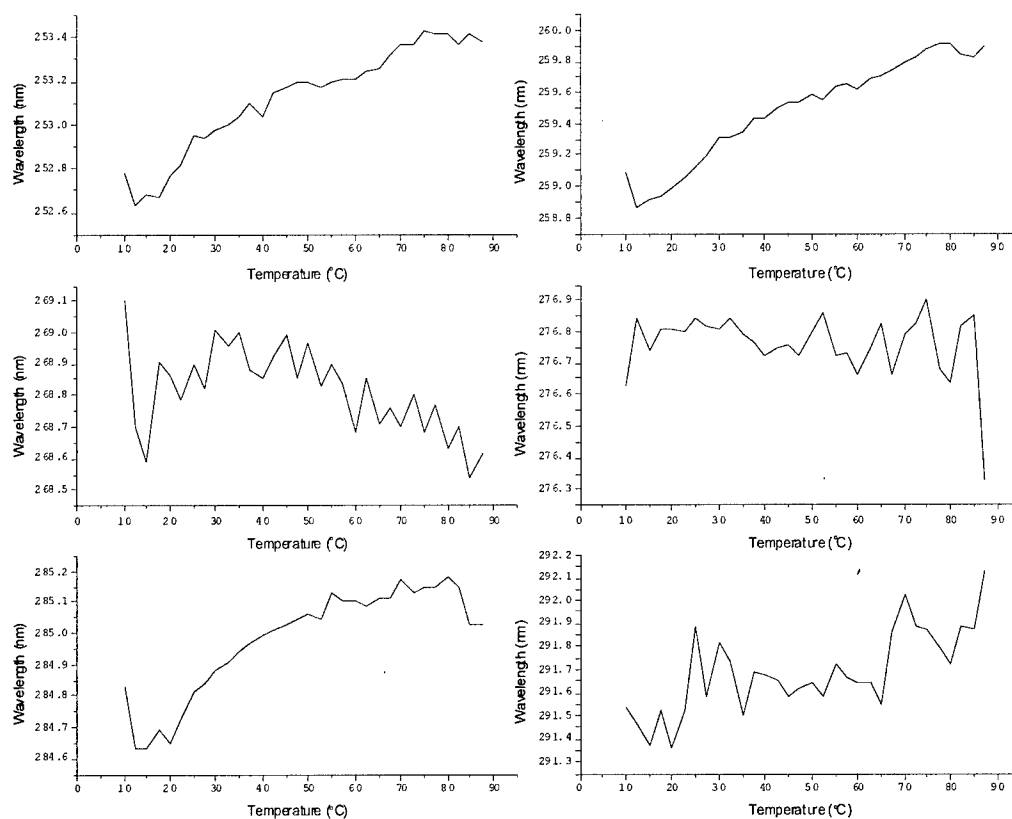 253.4
253.2
253.0
252.8
252.6
Wavelength (nm)
0 10 20 30 40 50 60 70 80 90
Temperature (°C)
260.0
259.8
259.6
259.4
259.3
259.1
259.0
258.8
Wavelength (nm)
0 10 20 30 40 50 60 70 80 90
Temperature (°C)
269.1
269.0
268.9
268.8
268.7
268.6
268.5
Wavelength (nm)
0 10 20 30 40 50 60 70 80 90
Temperature (°C)
276.9
276.8
276.7
276.6
276.5
276.4
276.3
Wavelength (nm)
0 10 20 30 40 50 60 70 80 90
Temperature (°C)
285.2
285.1
285.0
284.9
284.8
284.7
284.6
Wavelength (nm)
0 10 20 30 40 50 60 70 80 90
Temperature (°C)
292.2
292.1
292.0
291.9
291.8
291.7
291.6
291.5
291.4
291.3
Wavelength (nm)
0 10 20 30 40 50 60 70 80 90
Temperature (°C)